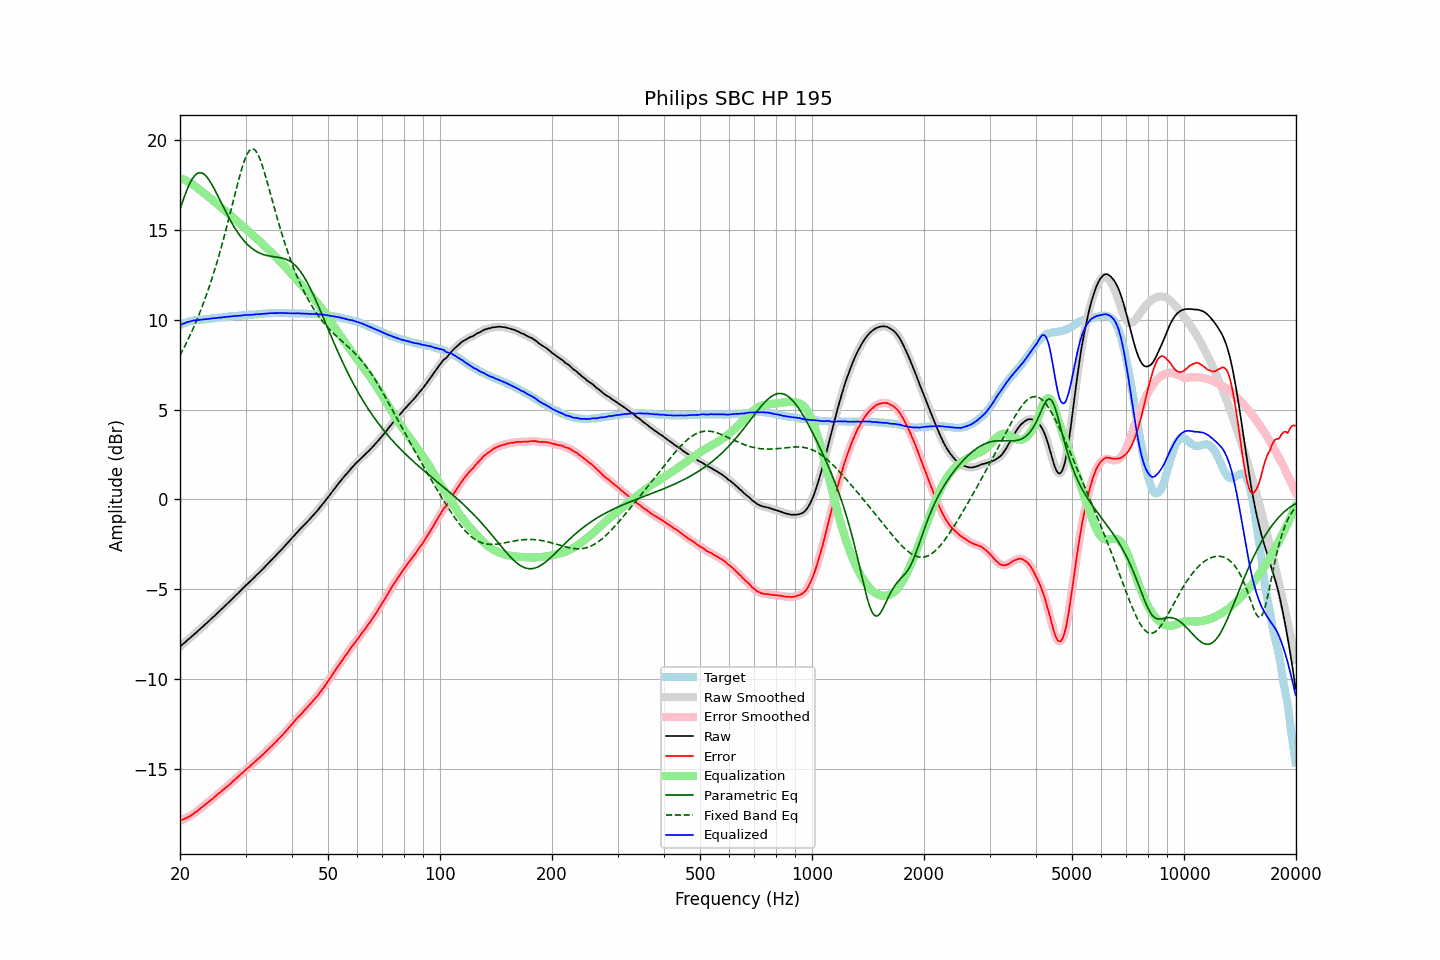 Philips SBC HP 195
Amplitude (dBr)
20
15
10
5
0
−5
−10
−15
Target
Raw Smoothed
Error Smoothed
Raw
Error
Equalization
Parametric Eq
Fixed Band Eq
Equalized
20 50 100 200 500 1000 2000 5000 10000 20000
Frequency (Hz)